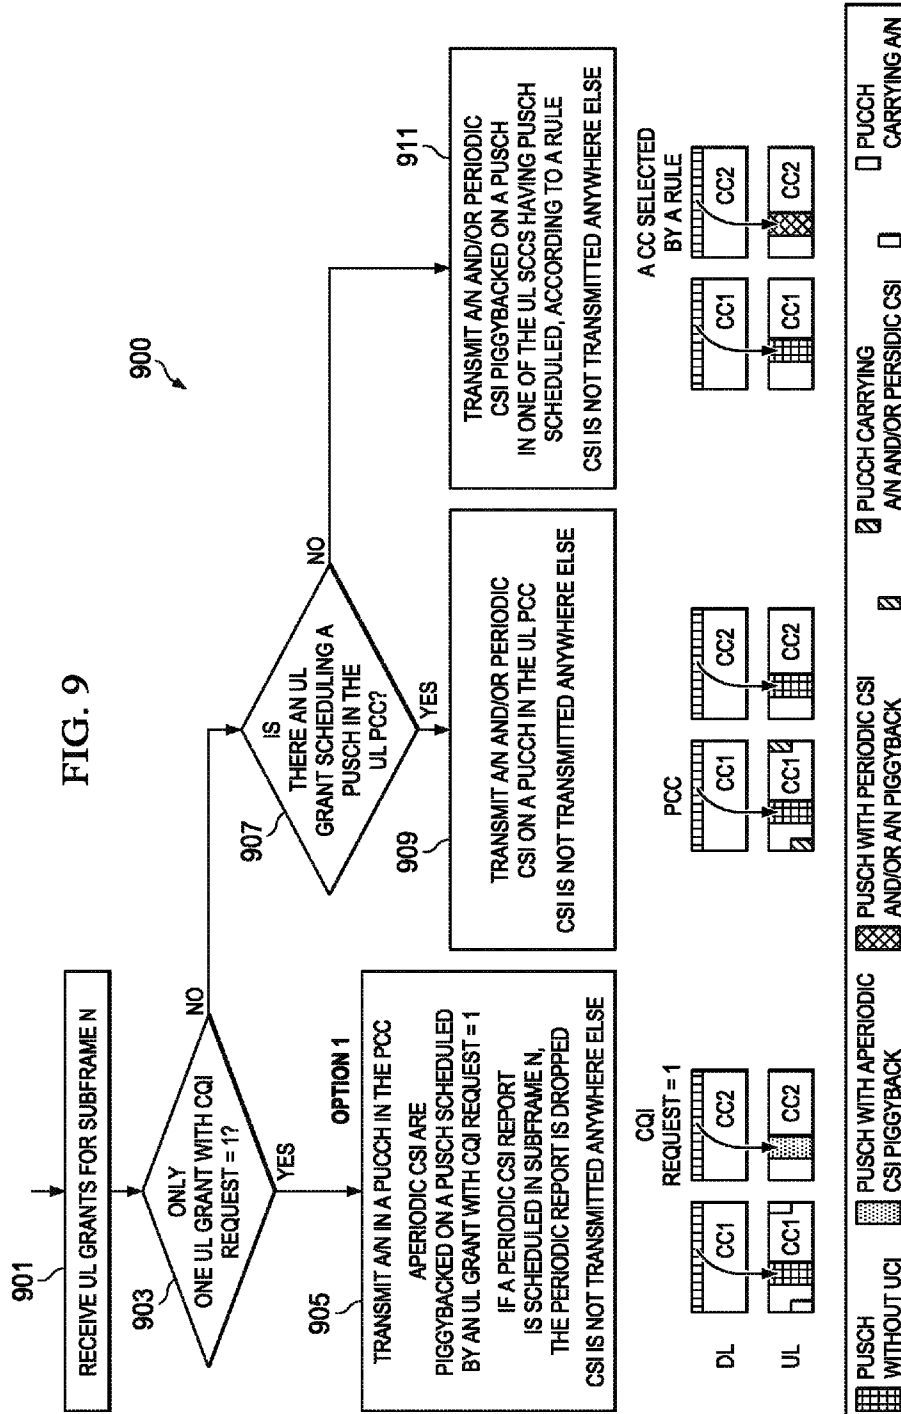 FIG. 9
900
901
RECEIVE UL GRANTS FOR SUBFRAME N
903
ONLY
ONE UL GRANT WITH CQI
REQUEST = 1?
NO
YES
OPTION 1
905
TRANSMIT A/N IN A PUCCH IN THE PCC
APERIODIC CSI ARE
PIGGYBACKED ON A PUSCH SCHEDULED
BY AN UL GRANT WITH CQI REQUEST = 1
IF A PERIODIC CSI REPORT
IS SCHEDULED IN SUBFRAME N,
THE PERIODIC REPORT IS DROPPED
CSI IS NOT TRANSMITTED ANYWHERE ELSE
907
IS
THERE AN UL
GRANT SCHEDULING A
PUSCH IN THE
UL PCC?
NO
YES
909
TRANSMIT A/N AND/OR PERIODIC
CSI ON A PUCCH IN THE UL PCC
CSI IS NOT TRANSMITTED ANYWHERE ELSE
911
TRANSMIT A/N AND/OR PERIODIC
CSI PIGGYBACKED ON A PUSCH
IN ONE OF THE UL SCCS HAVING PUSCH
SCHEDULED, ACCORDING TO A RULE
CSI IS NOT TRANSMITTED ANYWHERE ELSE
CQI
REQUEST = 1
PCC
A CC SELECTED
BY A RULE
DL
CC1
CC2
CC1
CC2
CC1
CC2
UL
CC1
CC2
CC1
CC2
CC1
CC2
PUSCH
WITHOUT UCI
PUSCH WITH APERIODIC
CSI PIGGYBACK
PUSCH WITH PERIODIC CSI
AND/OR A/N PIGGYBACK
PUCCH CARRYING
A/N AND/OR PERSIDIC CSI
PUCCH
CARRYING A/N